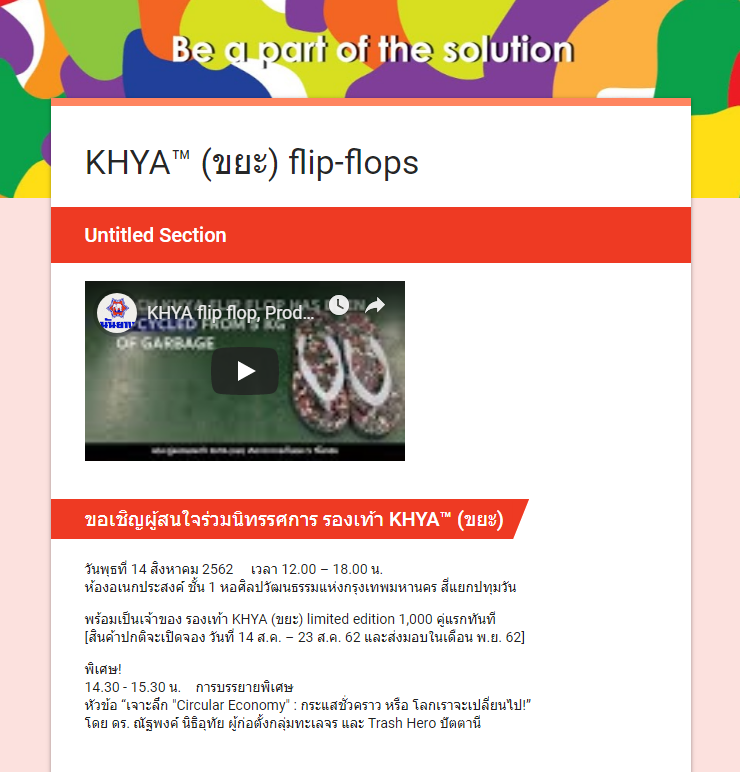 Be a part of the solution
KHYA™ (ขยะ) flip-flops
Untitled Section
นันยาง
KHYA flip flop, Prod...
CYCLED FROM 5 KG
OF GARBAGE
ขอเชิญผู้สนใจร่วมนิทรรศการ รองเท้า KHYA™ (ขยะ)
วันพุธที่ 14 สิงหาคม 2562 เวลา 12.00 – 18.00 น.
ห้องอเนกประสงค์ ชั้น 1 หอศิลปวัฒนธรรมแห่งกรุงเทพมหานคร สี่แยกปทุมวัน
พร้อมเป็นเจ้าของ รองเท้า KHYA (ขยะ) limited edition 1,000 คู่แรกทันที
[สินค้าปกติจะเปิดจอง วันที่ 14 ส.ค. – 23 ส.ค. 62 และส่งมอบในเดือน พ.ย. 62]
พิเศษ!
14.30 - 15.30 น. การบรรยายพิเศษ
หัวข้อ “เจาะลึก "Circular Economy" : กระแสชั่วคราว หรือ โลกเราจะเปลี่ยนไป!”
โดย ดร. ณัฐพงศ์ นิธิอุทัย ผู้ก่อตั้งกลุ่มทะเลจร และ Trash Hero ปัตตานี